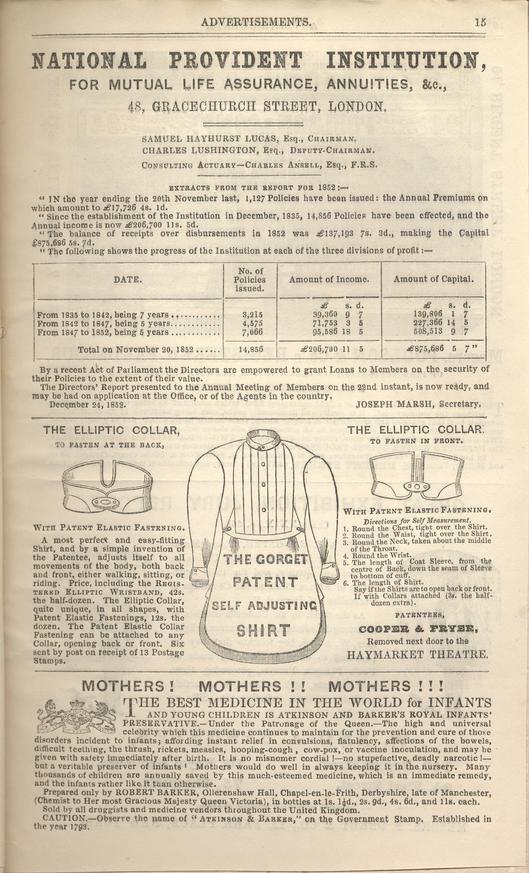 ADVERTISEMENTS. 15
NATIONAL PROVIDENT INSTITUTION,
FOR MUTUAL LIFE ASSURANCE, ANNUITIES, &c.,
48, GRACECHURCH STREET, LONDON.
SAMUEL HAYHURST LUCAS, Esq., Chairman.
CHARLES LUSHINGTON, Esq., Deputy-Chairman.
Consulting Actuary—Charles Ansell, Esq., F.R.S.
EXTRACTS FROM THE REPORT FOR 1852:—
"In the year ending the 20th November last, 1,127 Policies have been issued: the Annual Premiums on
which amount to £17,726 4s. 1d.
"Since the establishment of the Institution in December, 1835, 14,856 Policies have been effected, and the
Annual income is now £206,700 11s. 5d.
"The balance of receipts over disbursements in 1852 was £137,193 7s. 3d., making the Capital
£875,686 5s. 7d.
"The following shows the progress of the Institution at each of the three divisions of profit:—
DATE. No. of Policies issued. Amount of Income. Amount of Capital.
£ s. d. £ s. d.
From 1835 to 1842, being 7 years........... 3,215 39,360 9 7 139,806 1 7
From 1842 to 1847, being 5 years........... 4,575 71,753 3 5 227,366 14 5
From 1847 to 1852, being 5 years........... 7,066 95,586 18 5 508,513 9 7
Total on November 20, 1852...... 14,856 £206,700 11 5 £875,686 5 7"
By a recent Act of Parliament the Directors are empowered to grant Loans to Members on the security of
their Policies to the extent of their value.
The Directors' Report presented to the Annual Meeting of Members on the 22nd instant, is now ready, and
may be had on application at the Office, or of the Agents in the country,
December 24, 1852. JOSEPH MARSH, Secretary.
THE ELLIPTIC COLLAR,
TO FASTEN AT THE BACK,
With Patent Elastic Fastening.
A most perfect and easy-fitting
Shirt, and by a simple invention of
the Patentee, adjusts itself to all
movements of the body, both back
and front, either walking, sitting, or
riding. Price, including the Regis-
tered Elliptic Wristband, 42s.
the half-dozen. The Elliptic Collar,
quite unique, in all shapes, with
Patent Elastic Fastenings, 12s. the
dozen. The Patent Elastic Collar
Fastening can be attached to any
Collar, opening back or front. Six
sent by post on receipt of 13 Postage
Stamps.
THE GORGET
PATENT
SELF ADJUSTING
SHIRT
THE ELLIPTIC COLLAR.
TO FASTEN IN FRONT.
With Patent Elastic Fastening.
Directions for Self Measurement.
1. Round the Chest, tight over the Shirt.
2. Round the Waist, tight over the Shirt.
3. Round the Neck, taken about the middle
of the Throat.
4. Round the Wrist.
5. The length of Coat Sleeve, from the
centre of Back, down the seam of Sleeve
to bottom of cuff.
6. The length of Shirt.
Say if the Shirts are to open back or front.
If with Collars attached (3s. the half-
dozen extra).
PATENTEES,
COOPER & FRYER,
Removed next door to the
HAYMARKET THEATRE.
MOTHERS! MOTHERS!! MOTHERS!!!
THE BEST MEDICINE IN THE WORLD for INFANTS
AND YOUNG CHILDREN IS ATKINSON AND BARKER'S ROYAL INFANTS'
PRESERVATIVE.—Under the Patronage of the Queen.—The high and universal
celebrity which this medicine continues to maintain for the prevention and cure of those
disorders incident to infants; affording instant relief in convulsions, flatulency, affections of the bowels,
difficult teething, the thrush, rickets, measles, hooping-cough, cow-pox, or vaccine inoculation, and may be
given with safety immediately after birth. It is no misnomer cordial!—no stupefactive, deadly narcotic!—
but a veritable preserver of infants! Mothers would do well in always keeping it in the nursery. Many
thousands of children are annually saved by this much-esteemed medicine, which is an immediate remedy,
and the infants rather like it than otherwise.
Prepared only by ROBERT BARKER, Ollerenshaw Hall, Chapel-en-le-Frith, Derbyshire, late of Manchester,
(Chemist to Her most Gracious Majesty Queen Victoria), in bottles at 1s. 1½d., 2s. 9d., 4s. 6d., and 11s. each.
Sold by all druggists and medicine vendors throughout the United Kingdom.
CAUTION.—Observe the name of "Atkinson & Barker," on the Government Stamp. Established in
the year 1793.